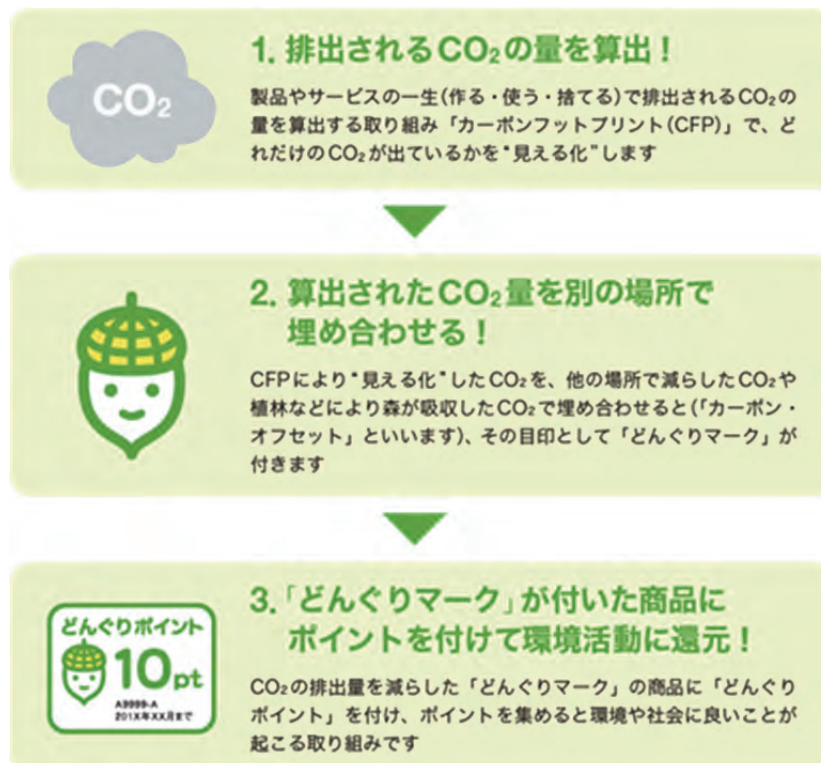 CO₂
1. 排出されるCO₂の量を算出！
製品やサービスの一生(作る・使う・捨てる)で排出されるCO₂の
量を算出する取り組み「カーボンフットプリント(CFP)」で、ど
れだけのCO₂が出ているかを"見える化"します
2. 算出されたCO₂量を別の場所で
埋め合わせる！
CFPにより"見える化"したCO₂を、他の場所で減らしたCO₂や
植林などにより森が吸収したCO₂で埋め合わせると(「カーボン・
オフセット」といいます)、その目印として「どんぐりマーク」が
付きます
どんぐりポイント
10pt
A9999-A
201X年XX月まで
3.「どんぐりマーク」が付いた商品に
ポイントを付けて環境活動に還元！
CO₂の排出量を減らした「どんぐりマーク」の商品に「どんぐり
ポイント」を付け、ポイントを集めると環境や社会に良いことが
起こる取り組みです